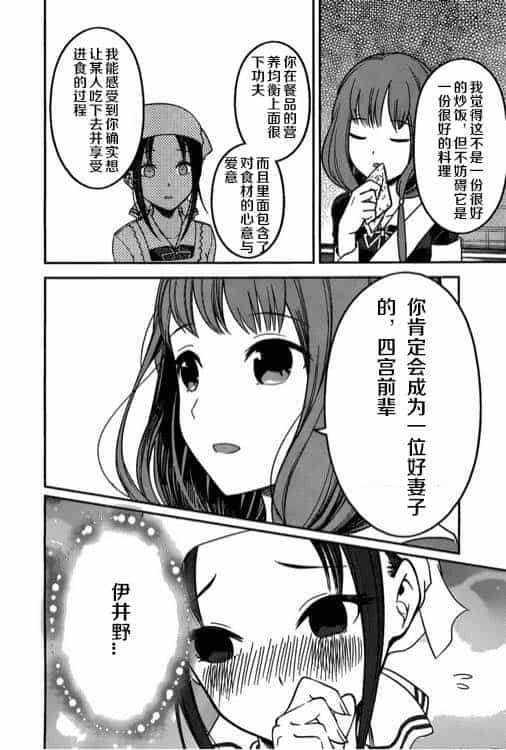 我觉得这不是一份很好
的炒饭，但不妨碍它是
一份很好的料理
你在餐品的营
养均衡上面很
下功夫
而且里面包含了
对食材的心意与
爱意
我能感受到你确实想
让某人吃下去并享受
进食的过程
你肯定会成为一位好妻子
的，四宫前辈
伊井
野…